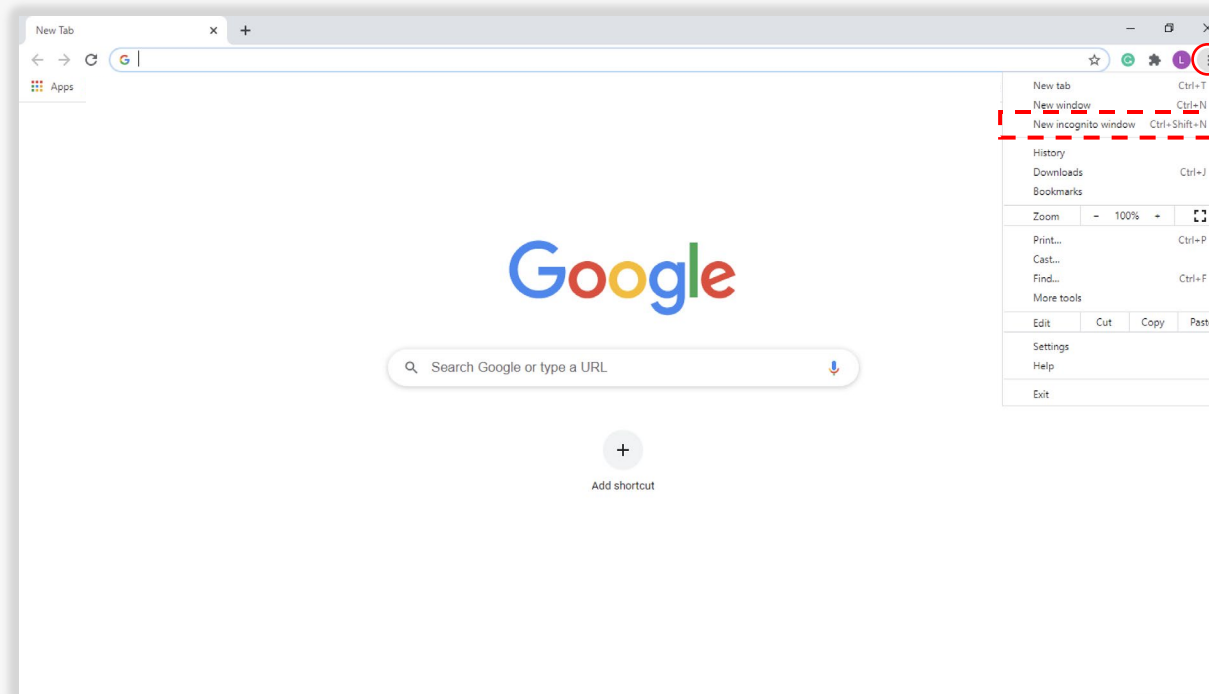 New Tab
G
L
Apps
New tab Ctrl+T
New window Ctrl+N
New incognito window Ctrl+Shift+N
History
Downloads Ctrl+J
Bookmarks
Zoom - 100% +
Print... Ctrl+P
Cast...
Find... Ctrl+F
More tools
Edit Cut Copy
Settings
Help
Exit
Google
Search Google or type a URL
Add shortcut